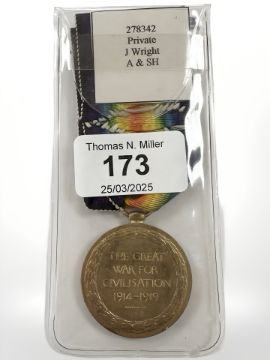 278342
Private
J Wright
A & SH
Thomas N. Miller
173
25/03/2025
THE GREAT
WAR FOR
CIVILISATION
1914-1919